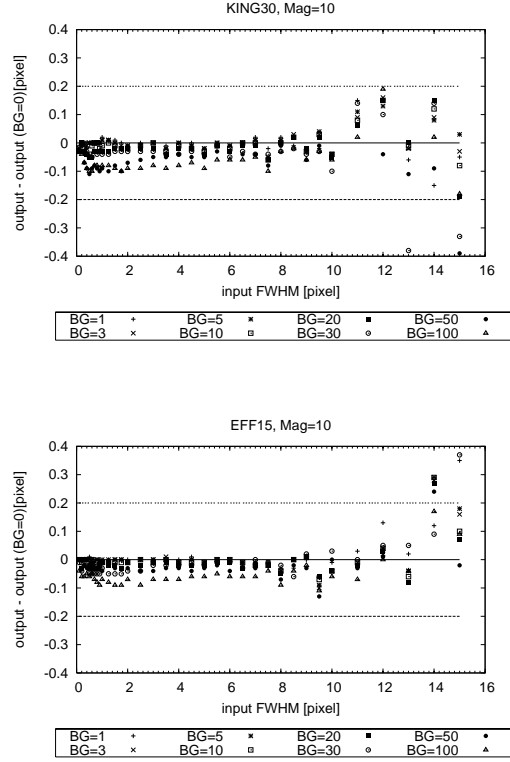 KING30, Mag=10
output - output (BG=0)[pixel]
0.4
0.3
0.2
0.1
0
-0.1
-0.2
-0.3
-0.4
0 2 4 6 8 10 12 14 16
input FWHM [pixel]
BG=1 BG=5 BG=20 BG=50
BG=3 BG=10 BG=30 BG=100
EFF15, Mag=10
output - output (BG=0)[pixel]
0.4
0.3
0.2
0.1
0
-0.1
-0.2
-0.3
-0.4
0 2 4 6 8 10 12 14 16
input FWHM [pixel]
BG=1 BG=5 BG=20 BG=50
BG=3 BG=10 BG=30 BG=100